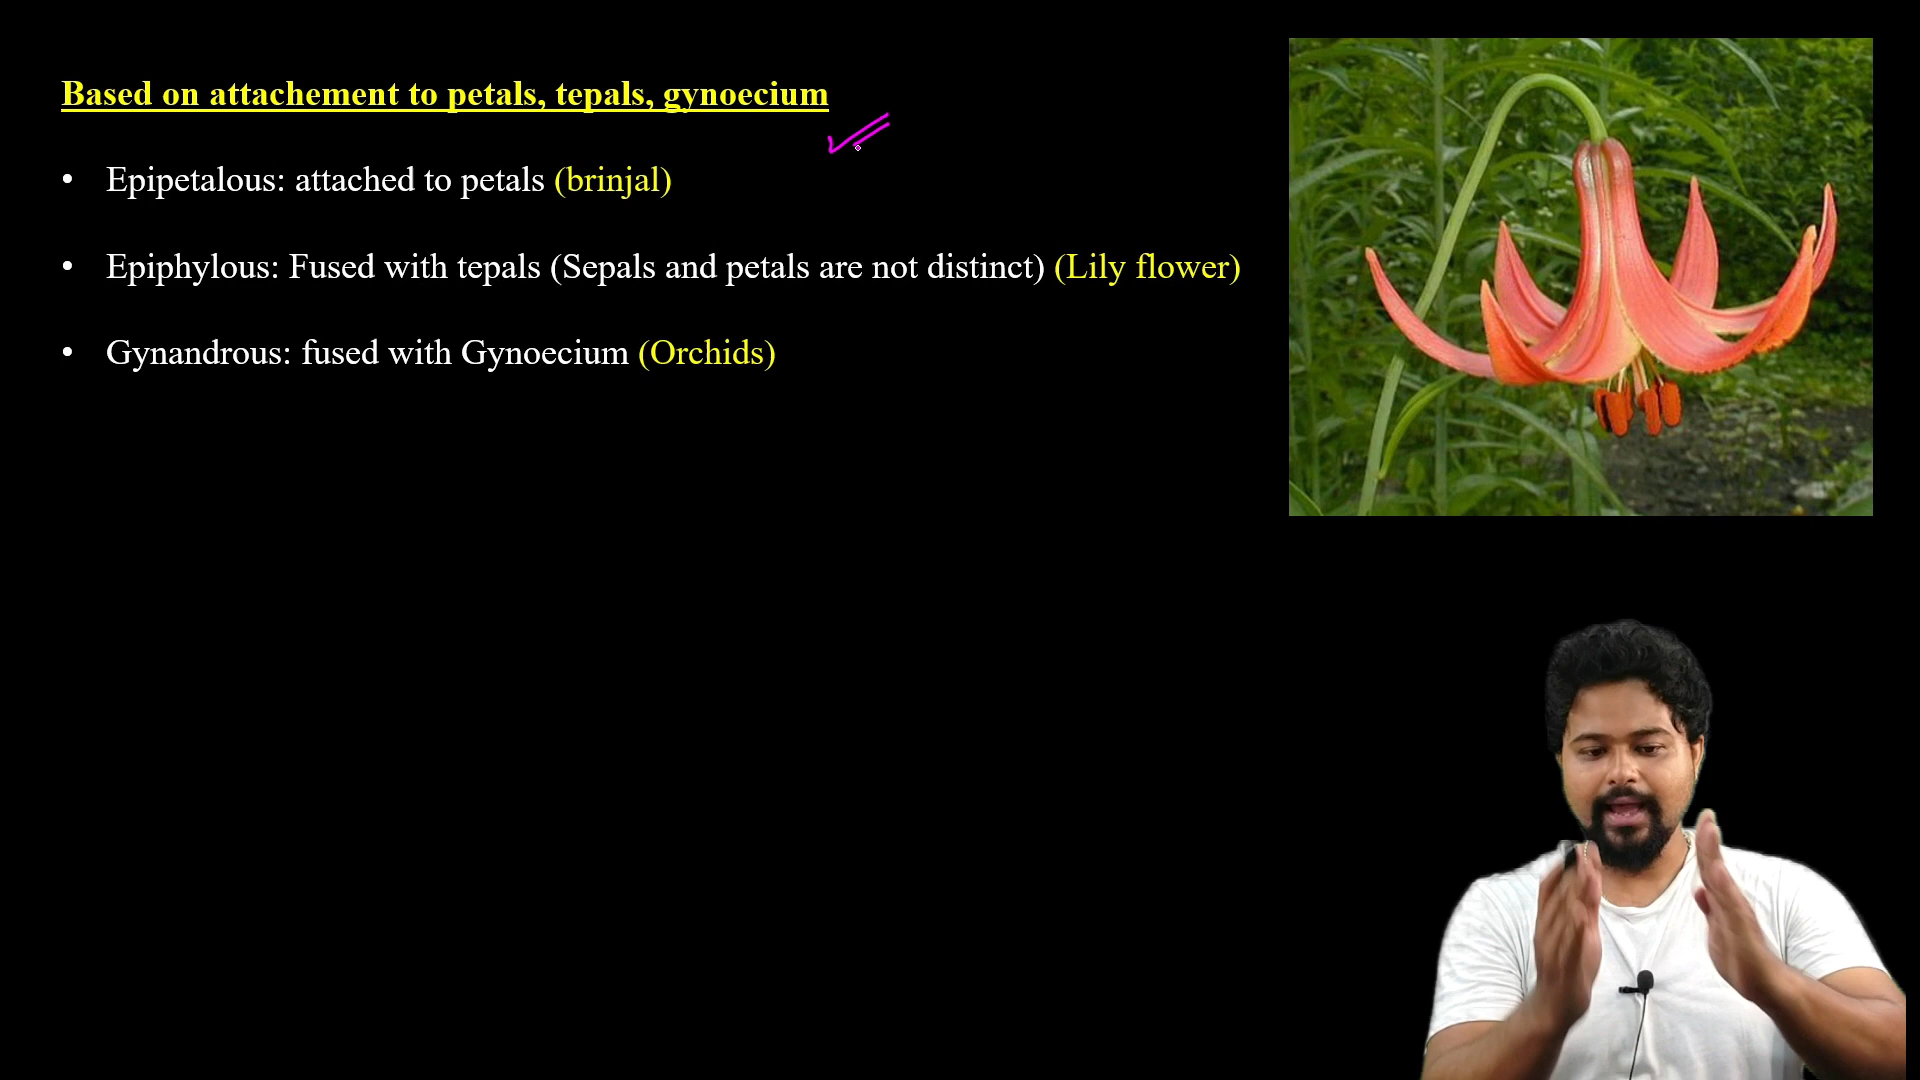 Based on attachement to petals, tepals, gynoecium
• Epipetalous: attached to petals (brinjal)
• Epiphylous: Fused with tepals (Sepals and petals are not distinct) (Lily flower)
• Gynandrous: fused with Gynoecium (Orchids)